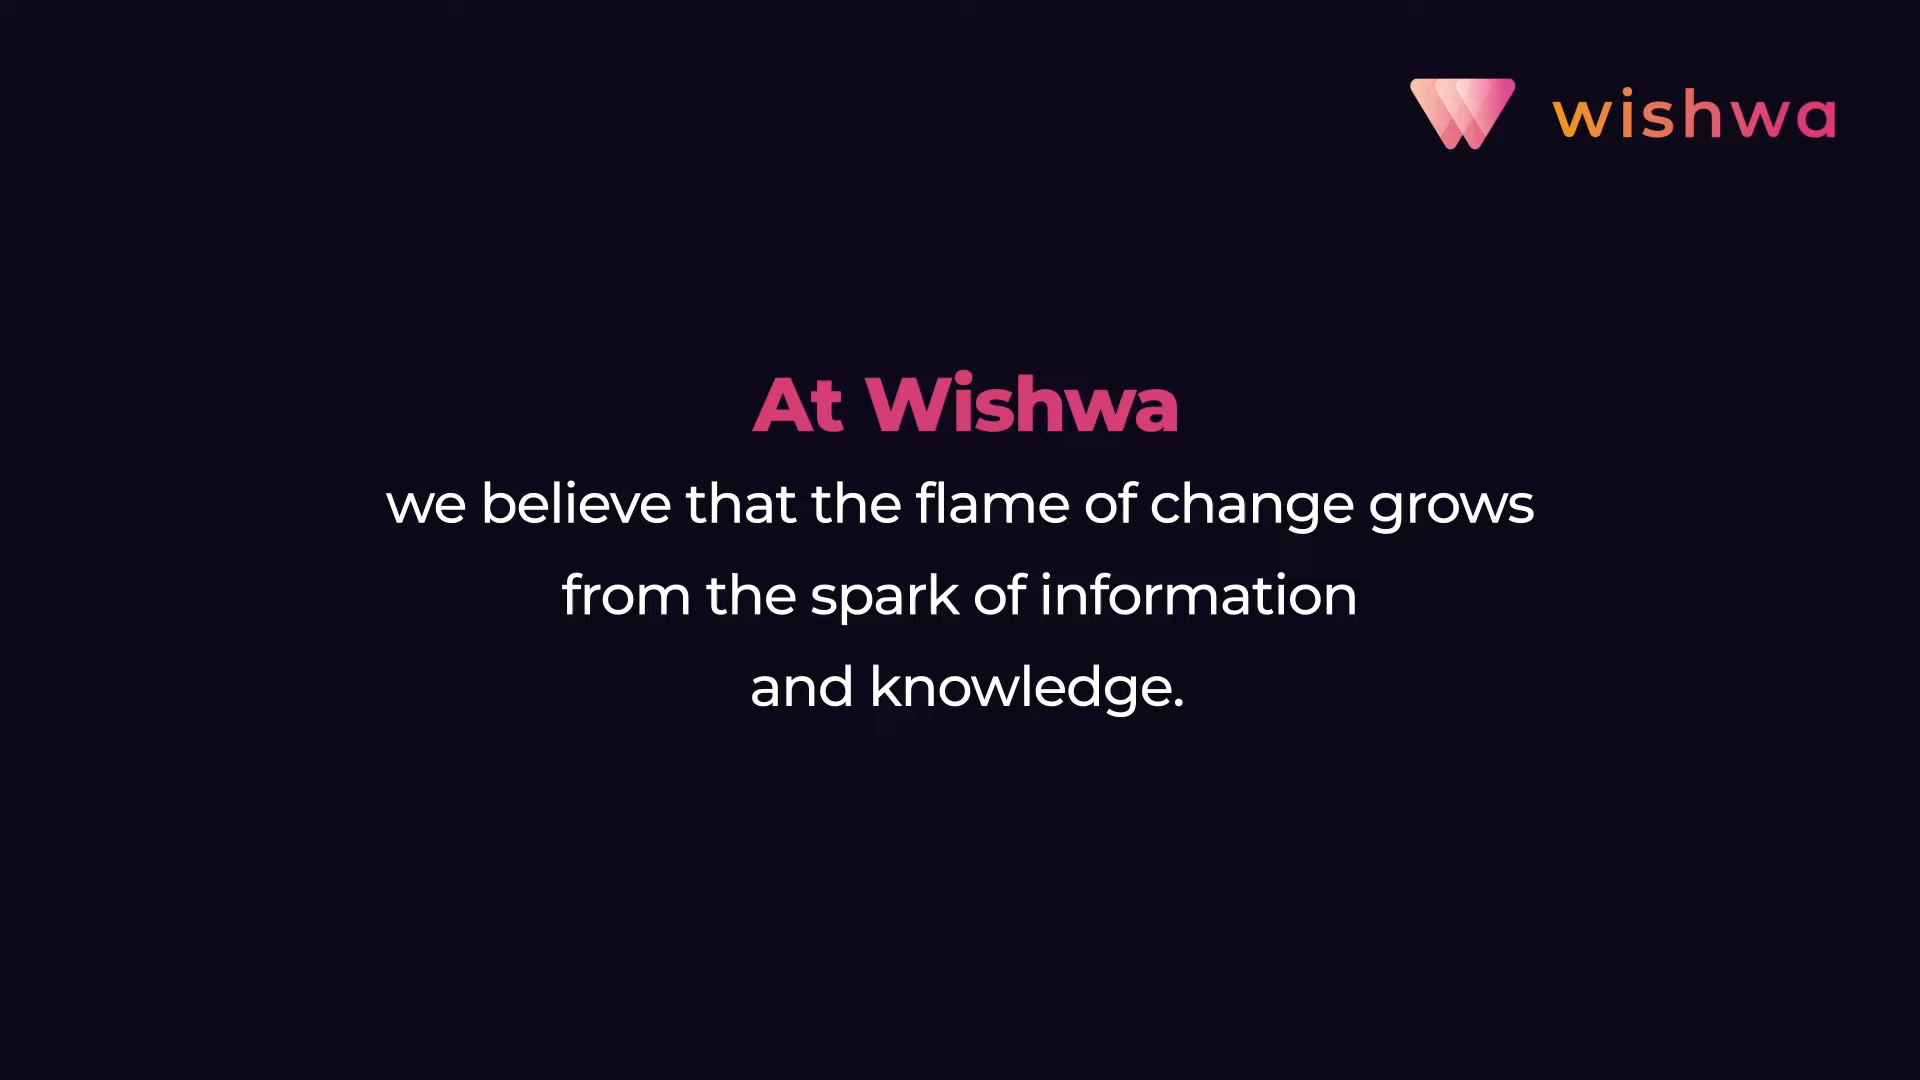 wishwa
At Wishwa
we believe that the flame of change grows
from the spark of information
and knowledge.